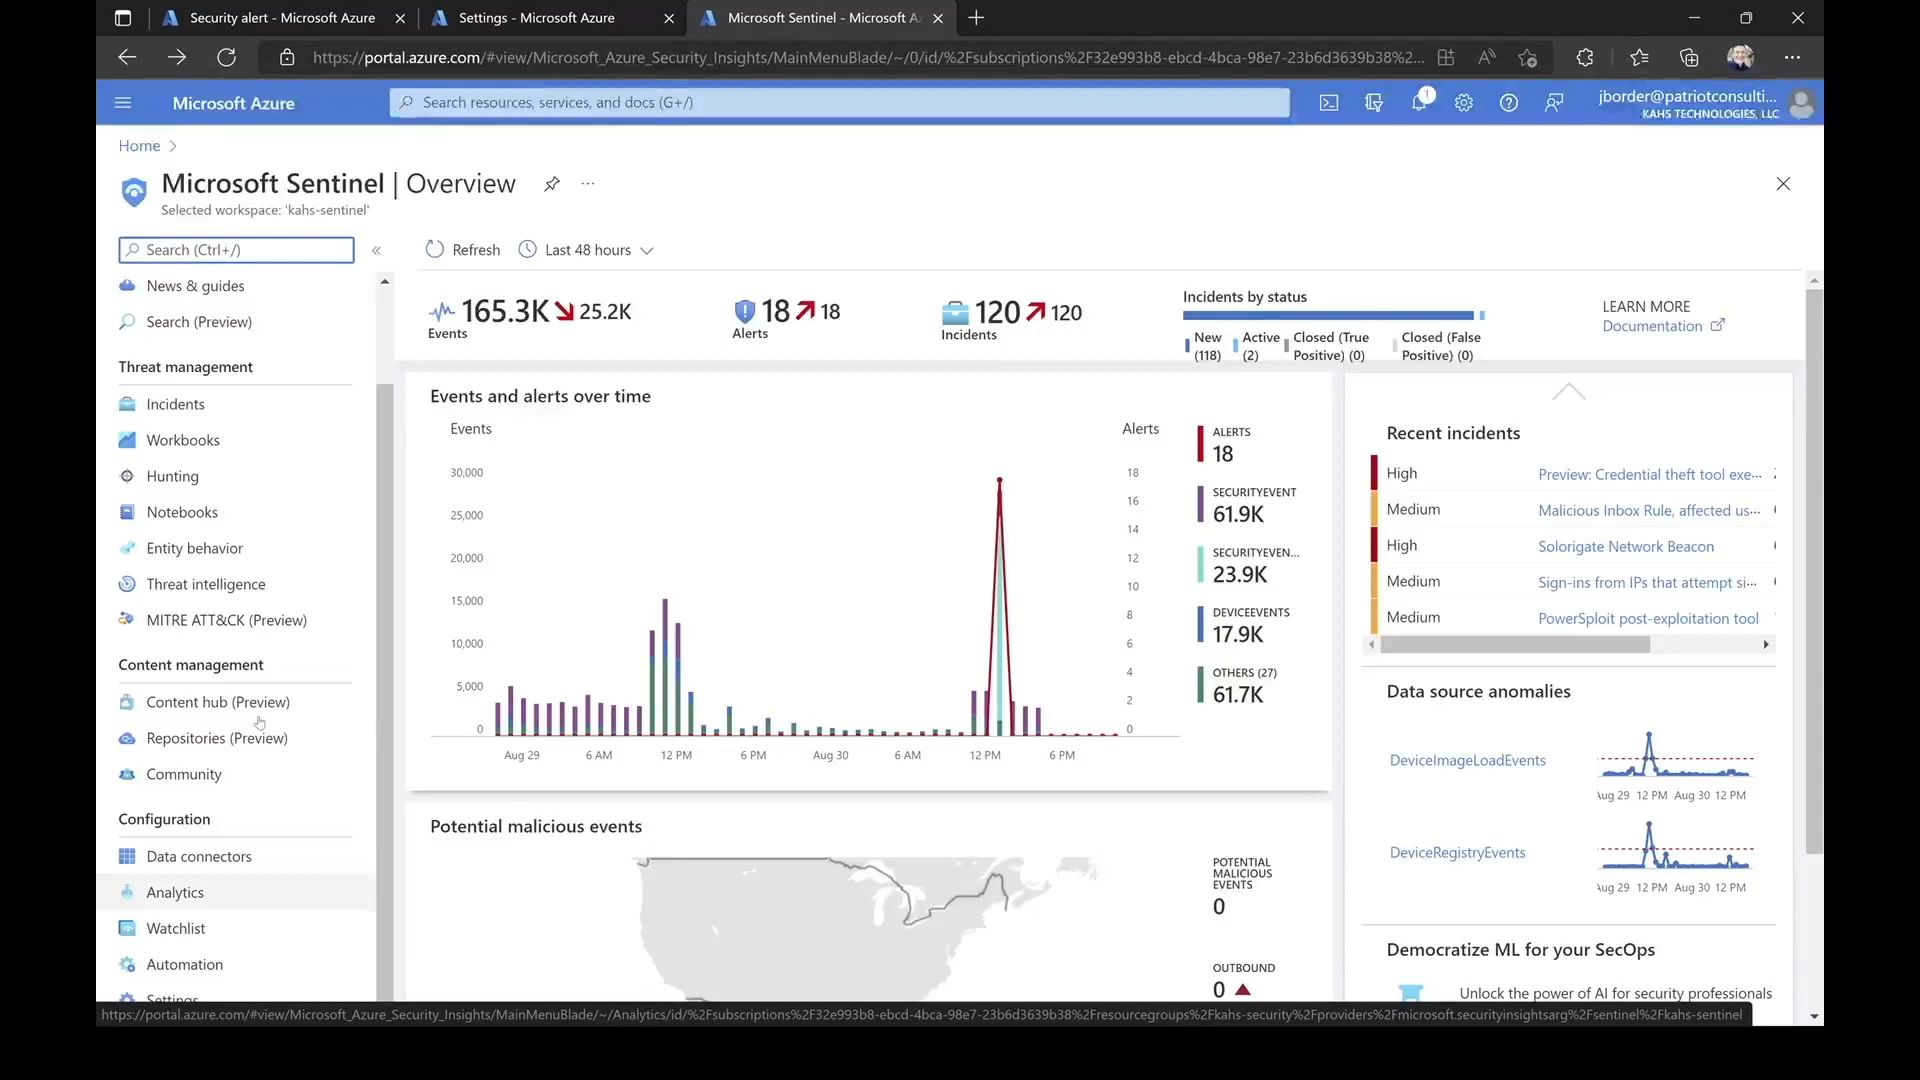 Security alert - Microsoft Azure
Settings - Microsoft Azure
Microsoft Sentinel - Microsoft Az
https://portal.azure.com/#view/Microsoft_Azure_Security_Insights/MainMenuBlade/~/0/id/%2Fsubscriptions%2F32e993b8-ebcd-4bca-98e7-23b6d3639b38%2...
Microsoft Azure
Search resources, services, and docs (G+/)
1
jborder@patriotconsulti...
KAHS TECHNOLOGIES, LLC
Home
Microsoft Sentinel | Overview
Selected workspace: 'kahs-sentinel'
Search (Ctrl+/)
Refresh
Last 48 hours
News & guides
Search (Preview)
Threat management
Incidents
Workbooks
Hunting
Notebooks
Entity behavior
Threat intelligence
MITRE ATT&CK (Preview)
Content management
Content hub (Preview)
Repositories (Preview)
Community
Configuration
Data connectors
Analytics
Watchlist
Automation
Settings
165.3K 25.2K
Events
18 18
Alerts
120 120
Incidents
Incidents by status
New (118)
Active (2)
Closed (True Positive) (0)
Closed (False Positive) (0)
LEARN MORE
Documentation
Events and alerts over time
Events
Alerts
30,000
25,000
20,000
15,000
10,000
5,000
0
18
16
14
12
10
8
6
4
2
0
Aug 29 6 AM 12 PM 6 PM Aug 30 6 AM 12 PM 6 PM
ALERTS
18
SECURITYEVENT
61.9K
SECURITYEVEN...
23.9K
DEVICEEVENTS
17.9K
OTHERS (27)
61.7K
Potential malicious events
POTENTIAL
MALICIOUS
EVENTS
0
OUTBOUND
0
Recent incidents
High Preview: Credential theft tool exe...
Medium Malicious Inbox Rule, affected us...
High Solorigate Network Beacon
Medium Sign-ins from IPs that attempt si...
Medium PowerSploit post-exploitation tool
Data source anomalies
DeviceImageLoadEvents
Aug 29 12 PM Aug 30 12 PM
DeviceRegistryEvents
Aug 29 12 PM Aug 30 12 PM
Democratize ML for your SecOps
Unlock the power of AI for security professionals
https://portal.azure.com/#view/Microsoft_Azure_Security_Insights/MainMenuBlade/~/Analytics/id/%2Fsubscriptions%2F32e993b8-ebcd-4bca-98e7-23b6d3639b38%2Fresourcegroups%2Fkahs-security%2Fproviders%2Fmicrosoft.securityinsightsarg%2Fsentinel%2Fkahs-sentinel